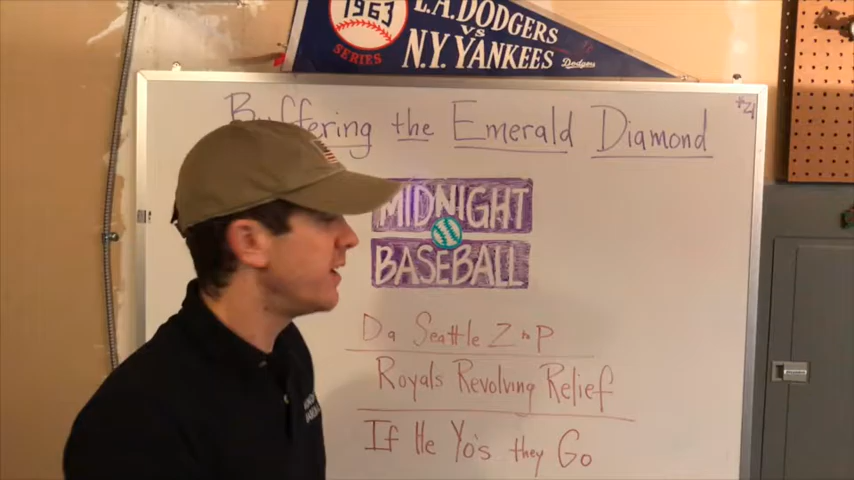 1963
SERIES
L.A. DODGERS
vs
N.Y. YANKEES
Dodgers
Buffering the Emerald Diamond
MIDNIGHT
BASEBALL
Da Seattle Z to P
Royals Revolving Relief
If He Yo's they Go